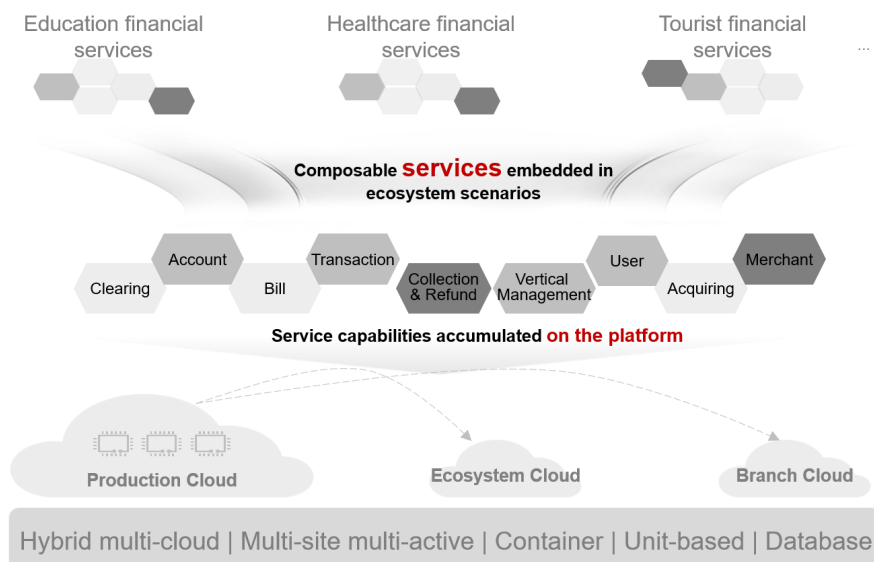 Education financial
services
Healthcare financial
services
Tourist financial
services
...
Composable services embedded in
ecosystem scenarios
Clearing
Account
Bill
Transaction
Collection
& Refund
Vertical
Management
User
Acquiring
Merchant
Service capabilities accumulated on the platform
Production Cloud
Ecosystem Cloud
Branch Cloud
Hybrid multi-cloud | Multi-site multi-active | Container | Unit-based | Database